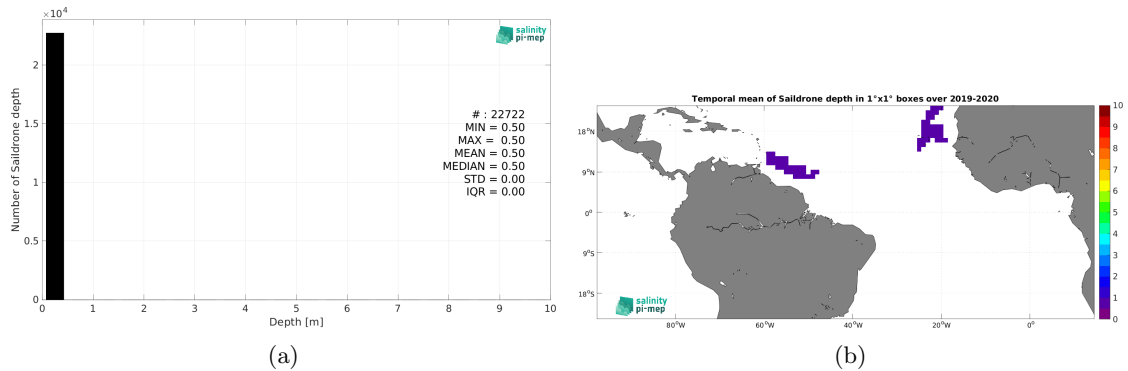 ×10⁴
2
1.5
1
0.5
0
Number of Saildrone depth
0 1 2 3 4 5 6 7 8 9 10
Depth [m]
salinity
pi-mep
# : 22722
MIN = 0.50
MAX = 0.50
MEAN = 0.50
MEDIAN = 0.50
STD = 0.00
IQR = 0.00
(a)
Temporal mean of Saildrone depth in 1°x1° boxes over 2019-2020
18°N
9°N
0°
9°S
18°S
80°W 60°W 40°W 20°W 0°
salinity
pi-mep
10
9
8
7
6
5
4
3
2
1
0
(b)